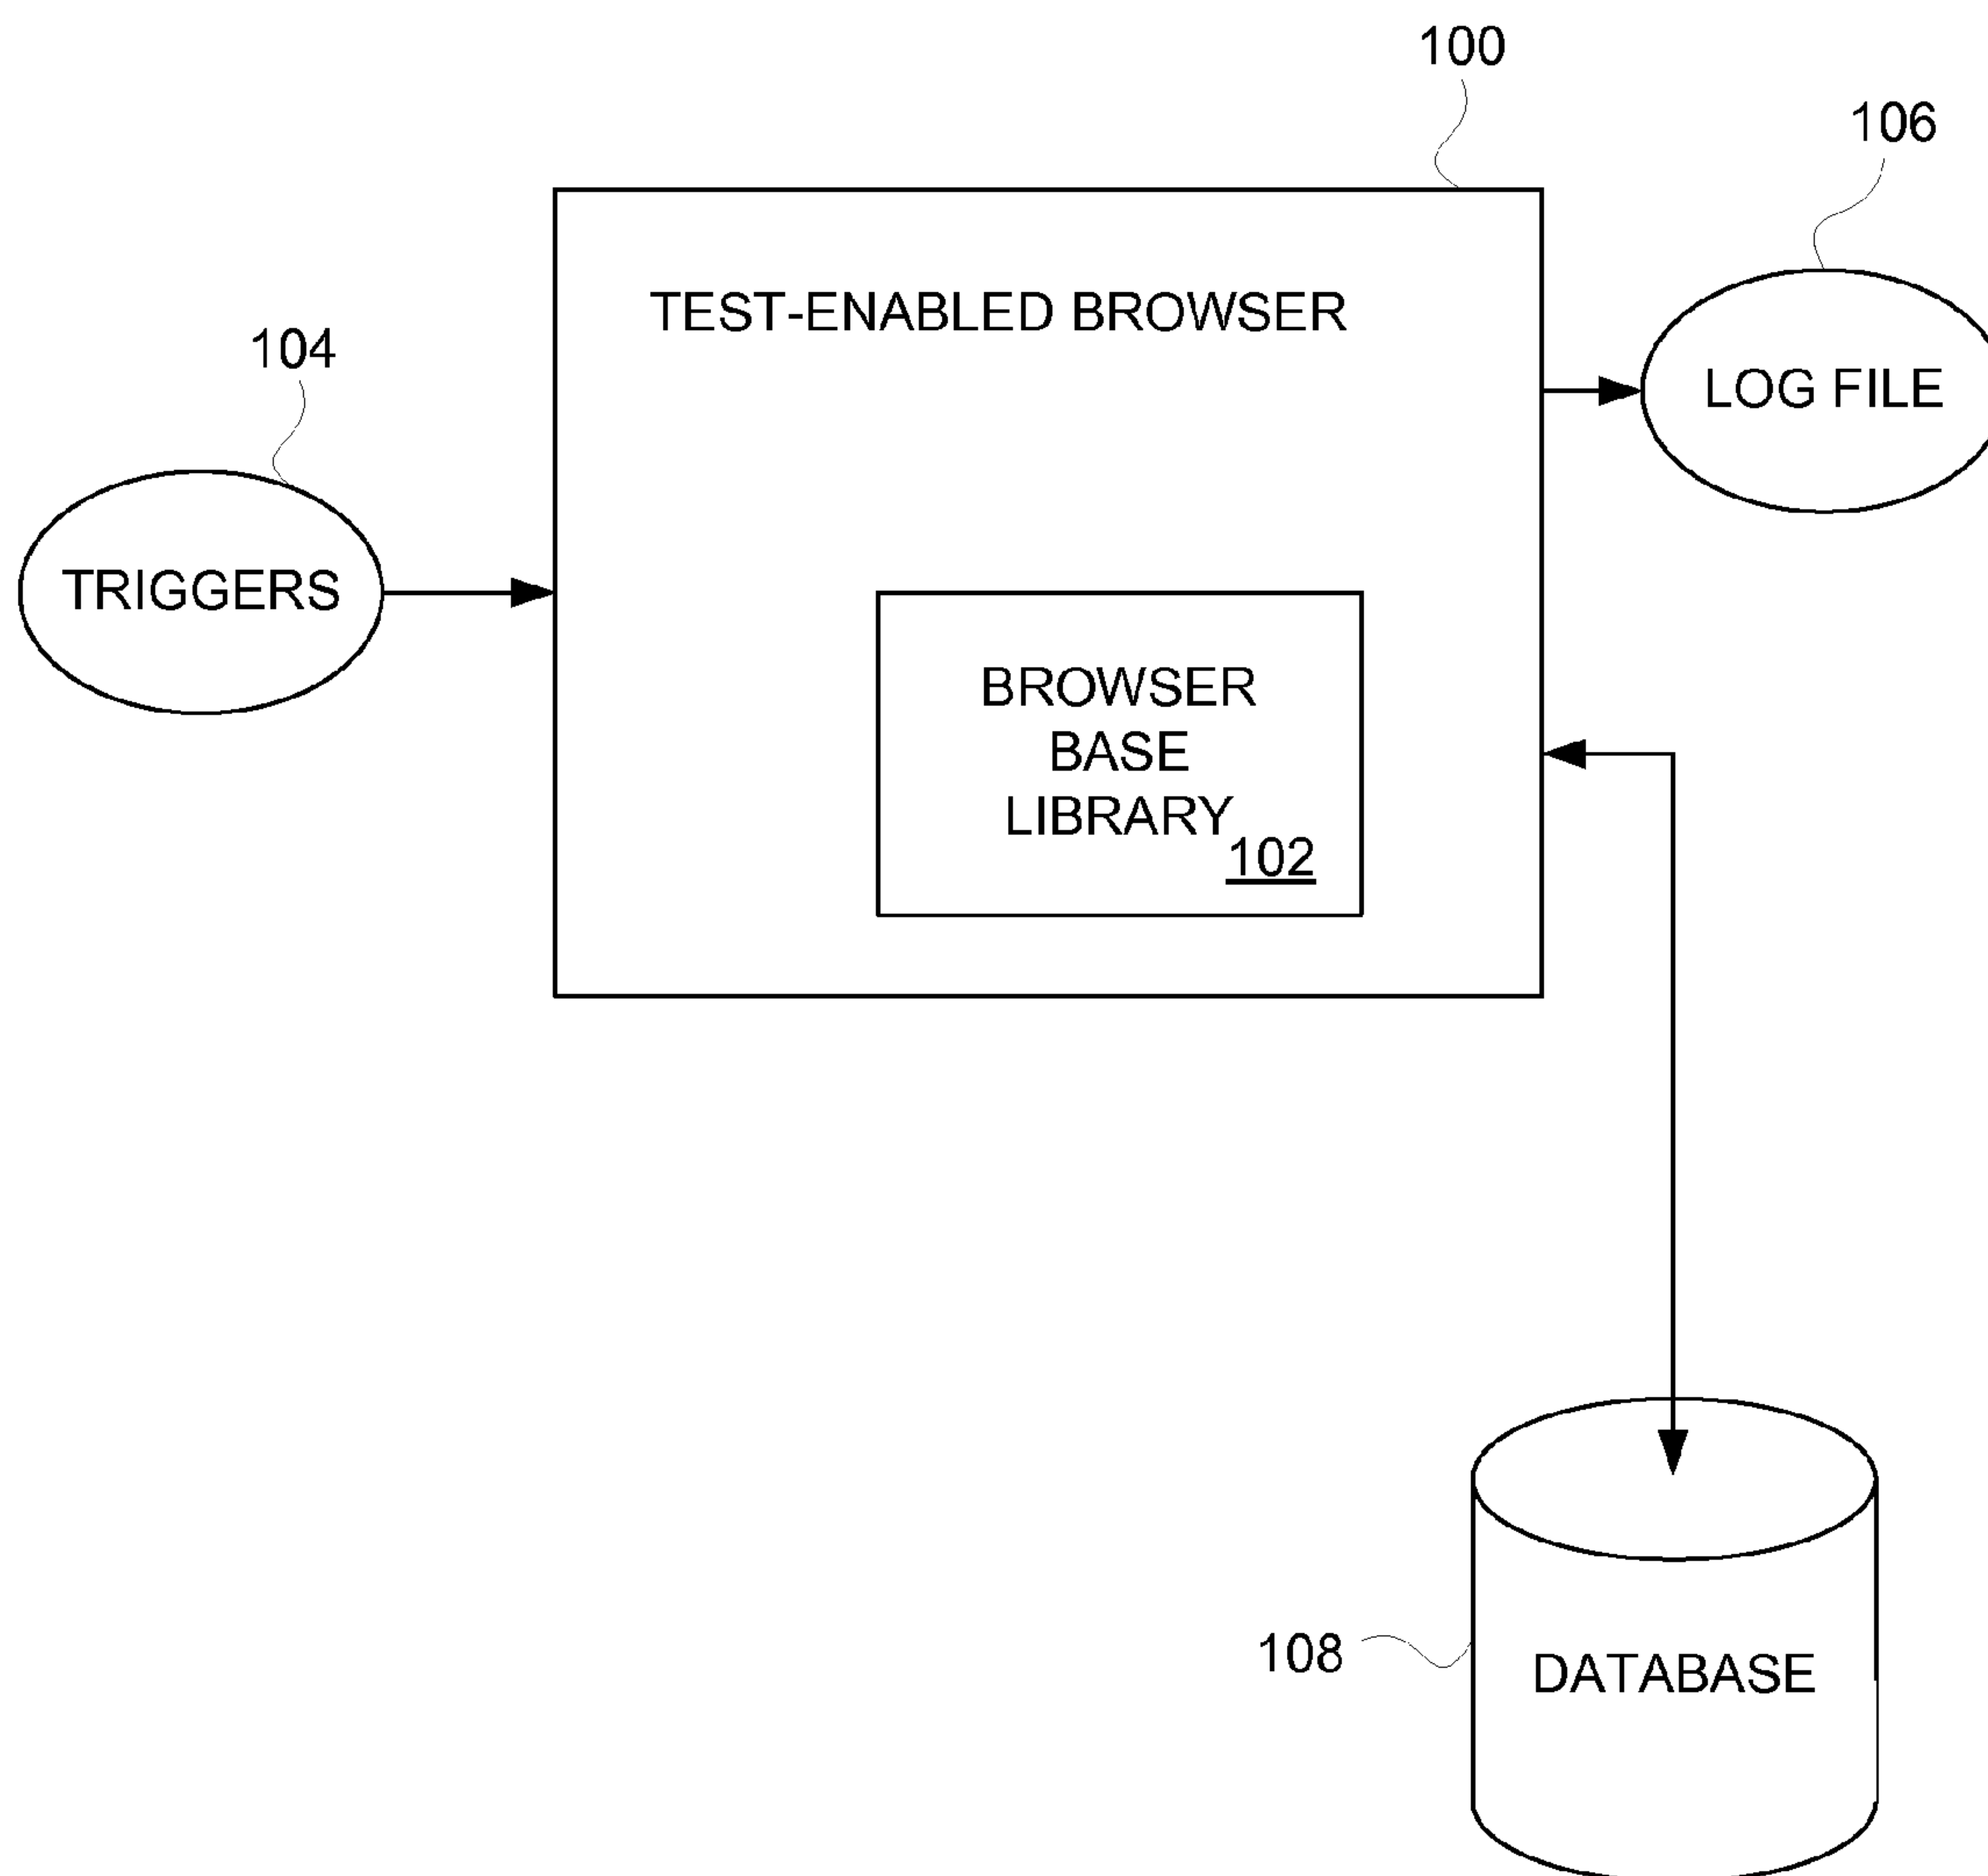 100
106
TEST-ENABLED BROWSER
104
LOG FILE
TRIGGERS
BROWSER
BASE
LIBRARY
102
108
DATABASE